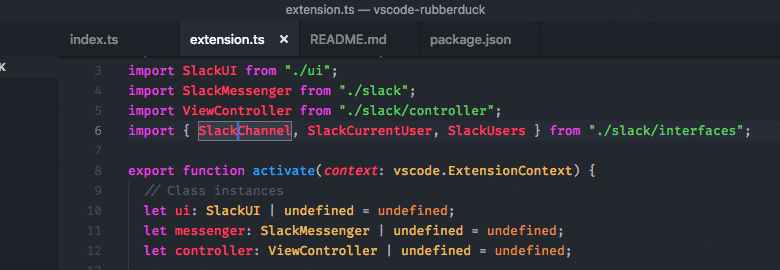 extension.ts — vscode-rubberduck
index.ts extension.ts × README.md package.json
K
3 import SlackUI from "./ui";
4 import SlackMessenger from "./slack";
5 import ViewController from "./slack/controller";
6 import { SlackChannel, SlackCurrentUser, SlackUsers } from "./slack/interfaces";
7
8 export function activate(context: vscode.ExtensionContext) {
9 // Class instances
10 let ui: SlackUI | undefined = undefined;
11 let messenger: SlackMessenger | undefined = undefined;
12 let controller: ViewController | undefined = undefined;